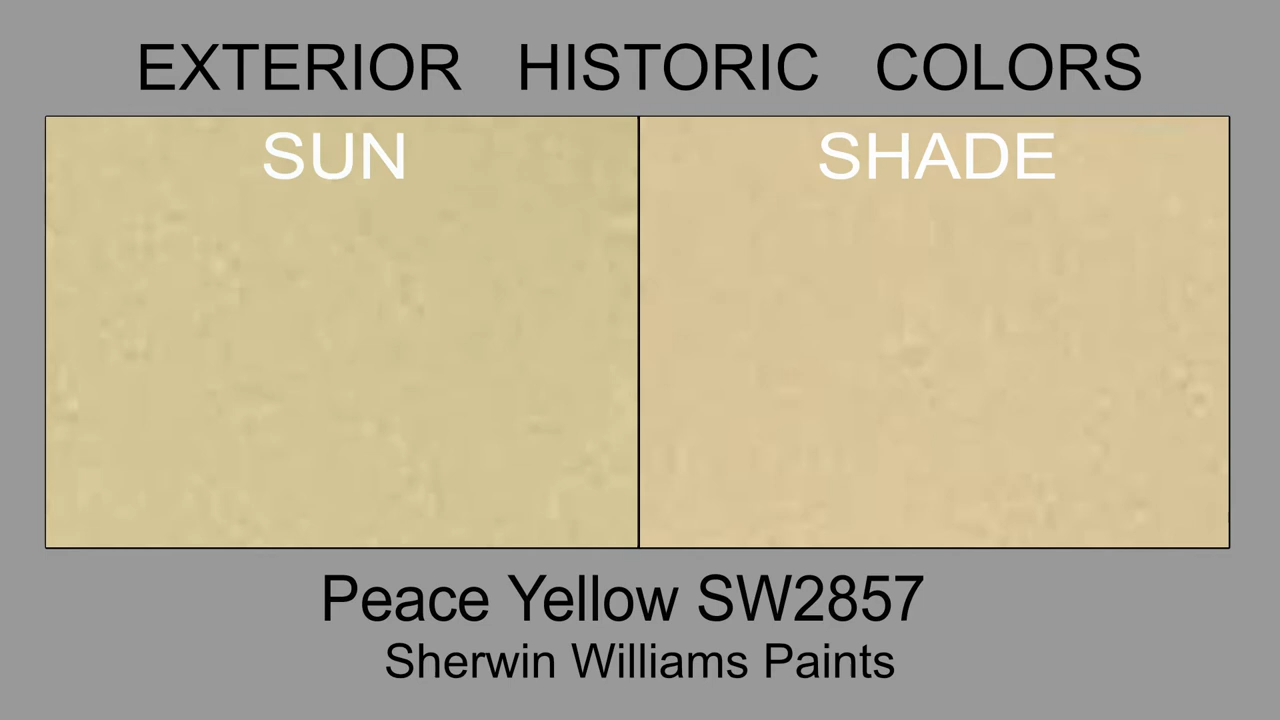 EXTERIOR HISTORIC COLORS
SUN SHADE
Peace Yellow SW2857
Sherwin Williams Paints